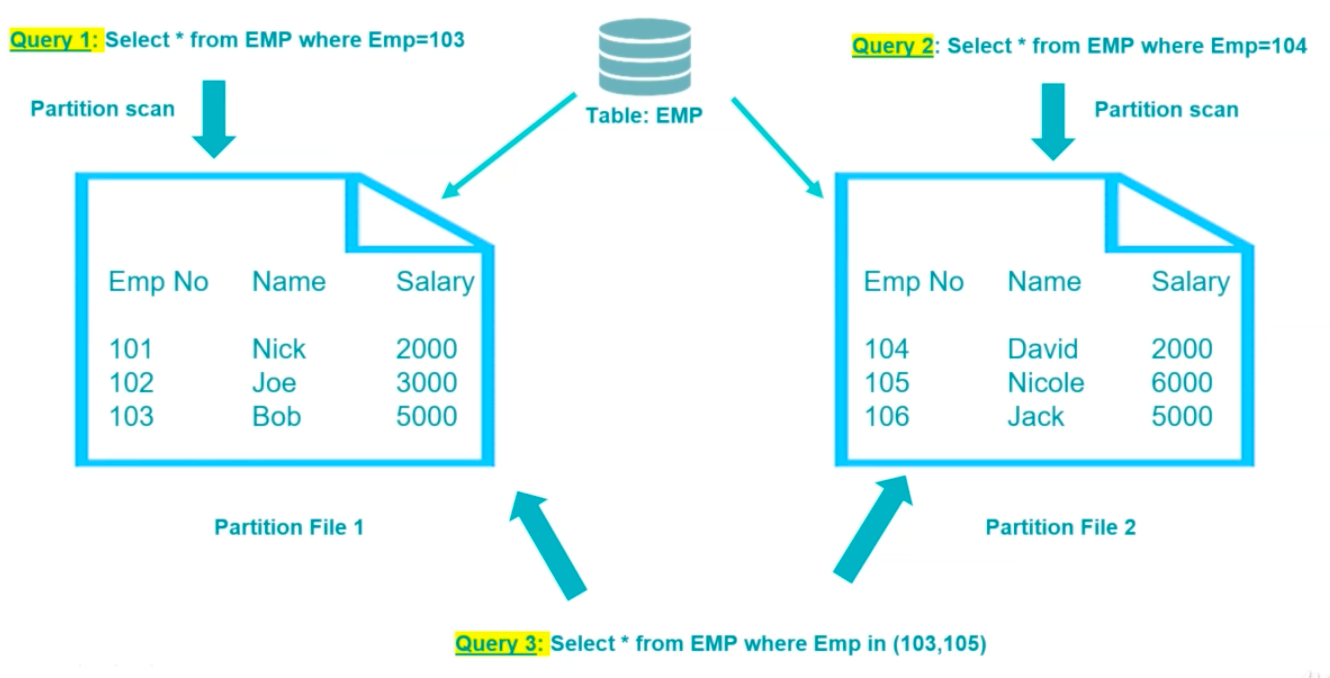 Query 1: Select * from EMP where Emp=103
Query 2: Select * from EMP where Emp=104
Partition scan
Table: EMP
Partition scan
Emp No Name Salary
101 Nick 2000
102 Joe 3000
103 Bob 5000
Emp No Name Salary
104 David 2000
105 Nicole 6000
106 Jack 5000
Partition File 1
Partition File 2
Query 3: Select * from EMP where Emp in (103,105)